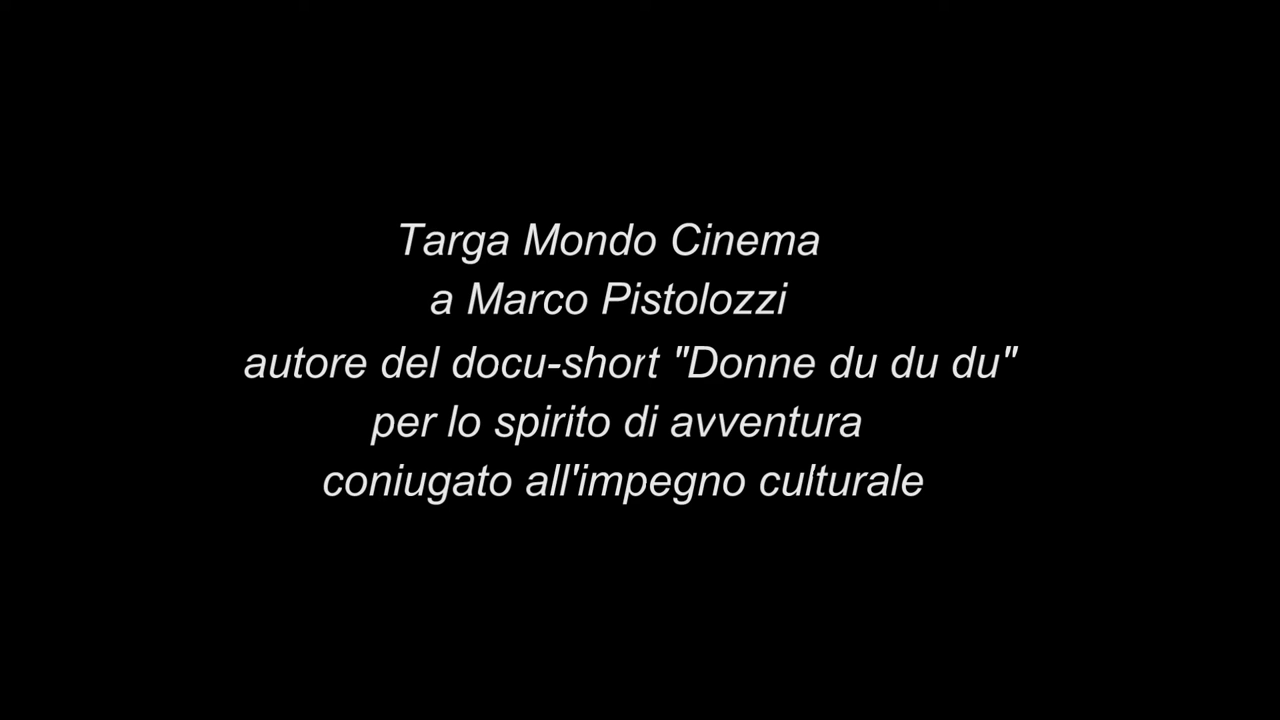 Targa Mondo Cinema
a Marco Pistolozzi
autore del docu-short "Donne du du du"
per lo spirito di avventura
coniugato all'impegno culturale